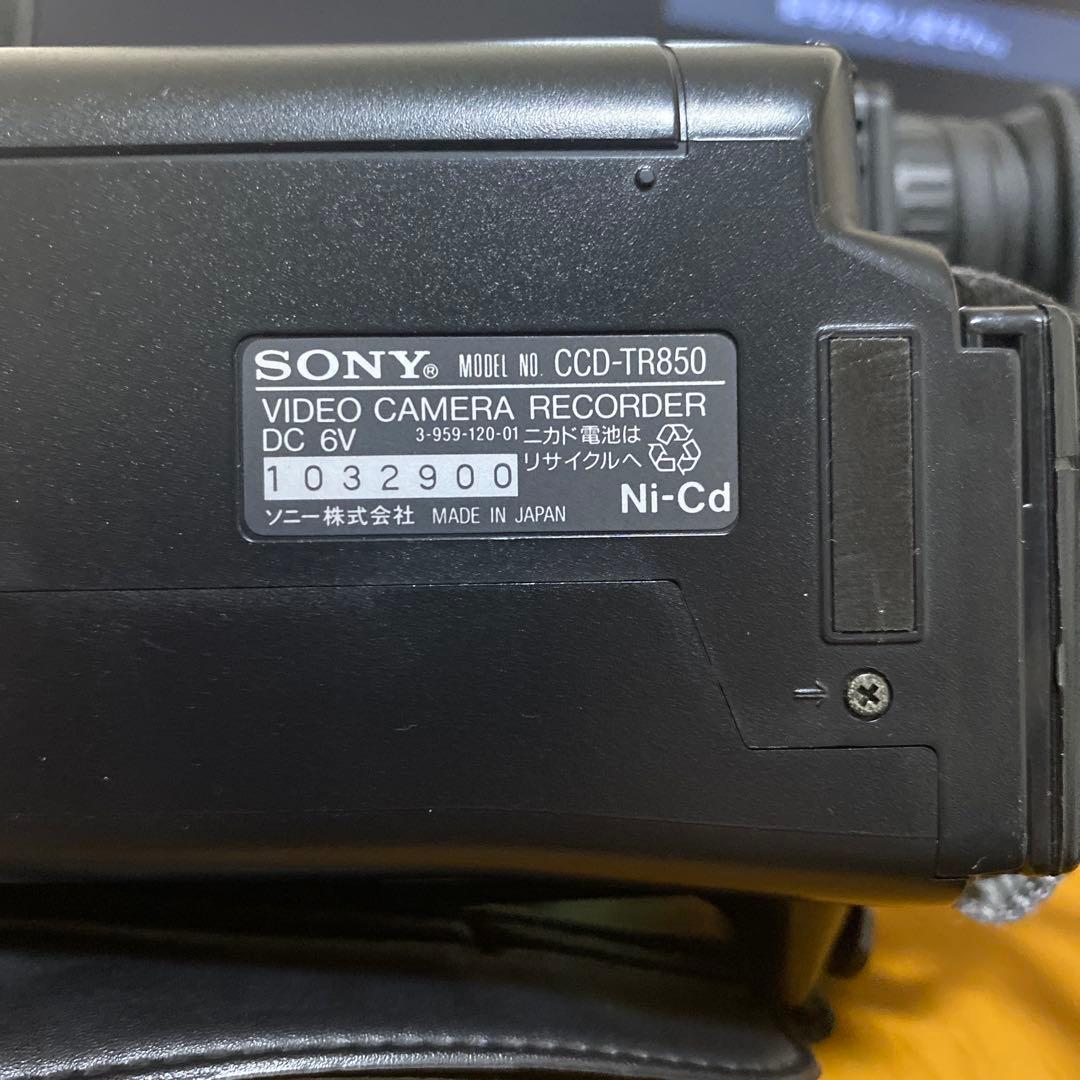 SONY® MODEL NO. CCD-TR850
VIDEO CAMERA RECORDER
DC 6V 3-959-120-01 ニカド電池は
リサイクルへ
1032900
Ni-Cd
ソニー株式会社 MADE IN JAPAN